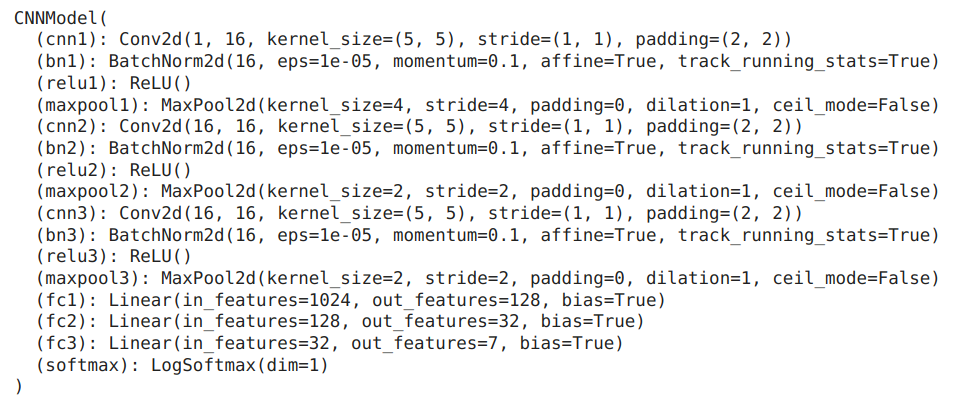 CNNModel(
  (cnn1): Conv2d(1, 16, kernel_size=(5, 5), stride=(1, 1), padding=(2, 2))
  (bn1): BatchNorm2d(16, eps=1e-05, momentum=0.1, affine=True, track_running_stats=True)
  (relu1): ReLU()
  (maxpool1): MaxPool2d(kernel_size=4, stride=4, padding=0, dilation=1, ceil_mode=False)
  (cnn2): Conv2d(16, 16, kernel_size=(5, 5), stride=(1, 1), padding=(2, 2))
  (bn2): BatchNorm2d(16, eps=1e-05, momentum=0.1, affine=True, track_running_stats=True)
  (relu2): ReLU()
  (maxpool2): MaxPool2d(kernel_size=2, stride=2, padding=0, dilation=1, ceil_mode=False)
  (cnn3): Conv2d(16, 16, kernel_size=(5, 5), stride=(1, 1), padding=(2, 2))
  (bn3): BatchNorm2d(16, eps=1e-05, momentum=0.1, affine=True, track_running_stats=True)
  (relu3): ReLU()
  (maxpool3): MaxPool2d(kernel_size=2, stride=2, padding=0, dilation=1, ceil_mode=False)
  (fc1): Linear(in_features=1024, out_features=128, bias=True)
  (fc2): Linear(in_features=128, out_features=32, bias=True)
  (fc3): Linear(in_features=32, out_features=7, bias=True)
  (softmax): LogSoftmax(dim=1)
)